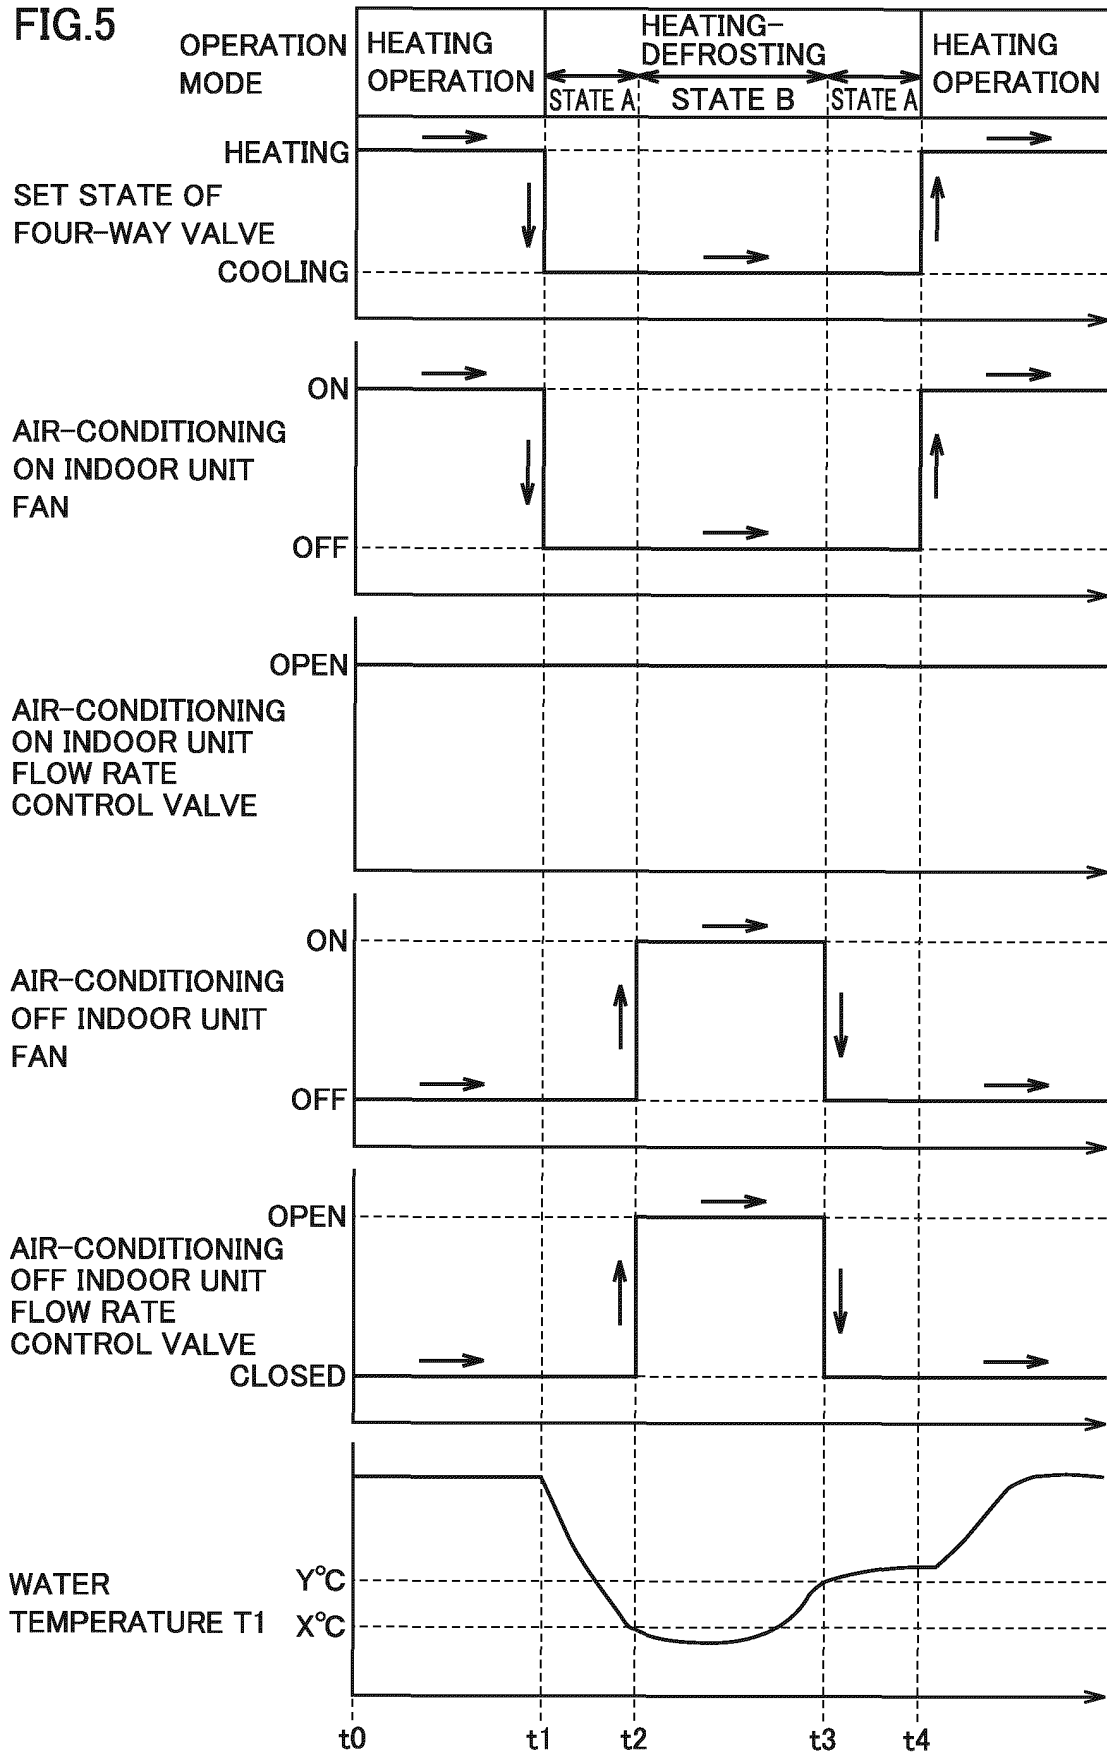 FIG.5
OPERATION
MODE
HEATING
OPERATION
HEATING-
DEFROSTING
STATE A
STATE B
STATE A
HEATING
OPERATION
SET STATE OF
FOUR-WAY VALVE
HEATING
COOLING
AIR-CONDITIONING
ON INDOOR UNIT
FAN
ON
OFF
AIR-CONDITIONING
ON INDOOR UNIT
FLOW RATE
CONTROL VALVE
OPEN
AIR-CONDITIONING
OFF INDOOR UNIT
FAN
ON
OFF
AIR-CONDITIONING
OFF INDOOR UNIT
FLOW RATE
CONTROL VALVE
OPEN
CLOSED
WATER
TEMPERATURE T1
Y°C
X°C
t0 t1 t2 t3 t4